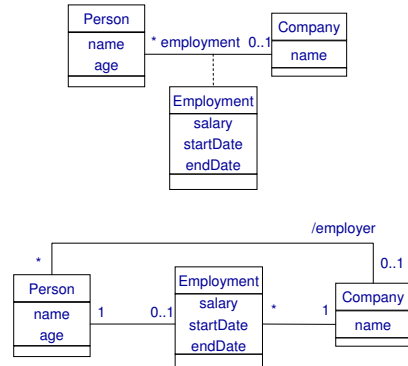 Person
Company
name
* employment 0..1
name
age
Employment
salary
startDate
endDate
/employer
*
0..1
Person
Employment
Company
name
1
0..1
salary
*
1
name
age
startDate
endDate